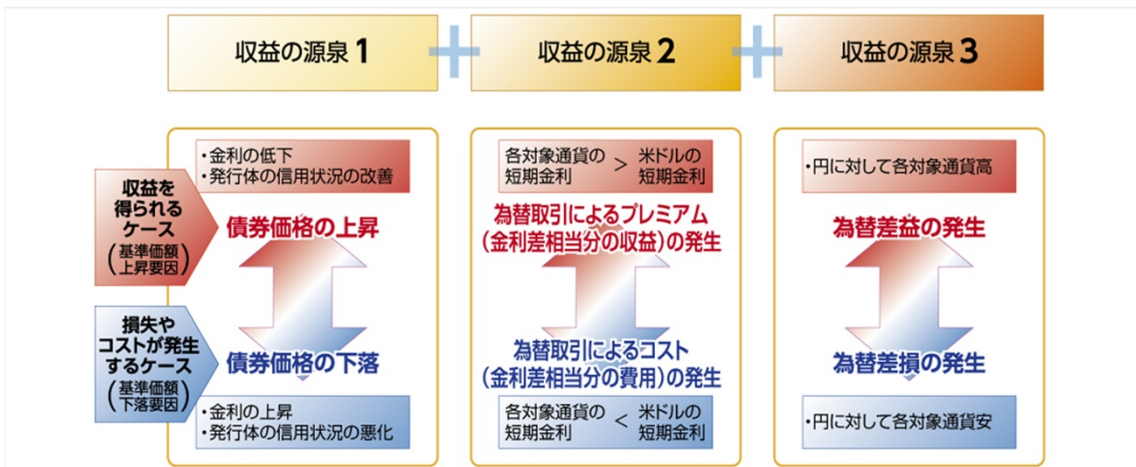 収益の源泉1
+
収益の源泉2
+
収益の源泉3
収益を
得られる
ケース
(基準価額
上昇要因)
・金利の低下
・発行体の信用状況の改善
債券価格の上昇
各対象通貨の
短期金利
>
米ドルの
短期金利
為替取引によるプレミアム
(金利差相当分の収益)の発生
・円に対して各対象通貨高
為替差益の発生
損失や
コストが発生
するケース
(基準価額
下落要因)
債券価格の下落
・金利の上昇
・発行体の信用状況の悪化
為替取引によるコスト
(金利差相当分の費用)の発生
各対象通貨の
短期金利
<
米ドルの
短期金利
為替差損の発生
・円に対して各対象通貨安